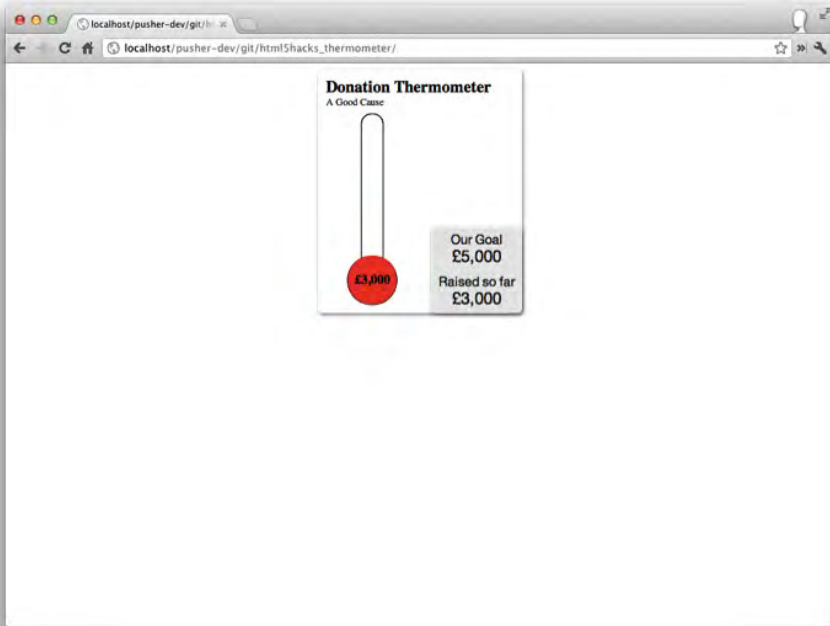 localhost/pusher-dev/git/h
localhost/pusher-dev/git/html5hacks_thermometer/
Donation Thermometer
A Good Cause
£3,000
Our Goal
£5,000
Raised so far
£3,000